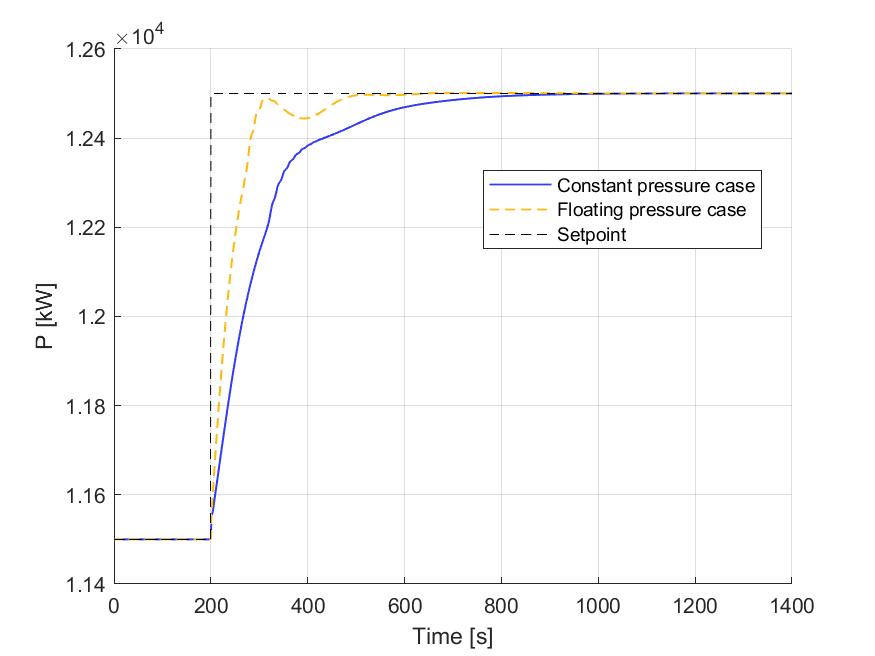 ×10⁴
1.26
1.24
1.22
1.2
1.18
1.16
1.14
P [kW]
Constant pressure case
Floating pressure case
Setpoint
0 200 400 600 800 1000 1200 1400
Time [s]